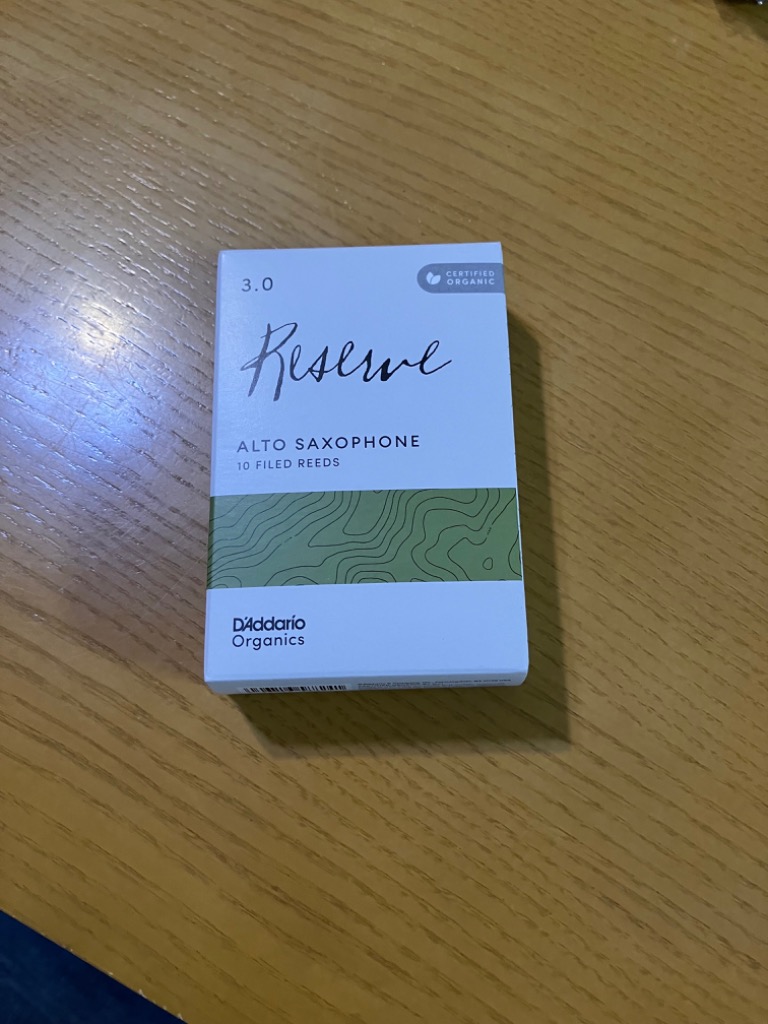 3.0
CERTIFIED
ORGANIC
Reserve
ALTO SAXOPHONE
10 FILED REEDS
D'Addario
Organics